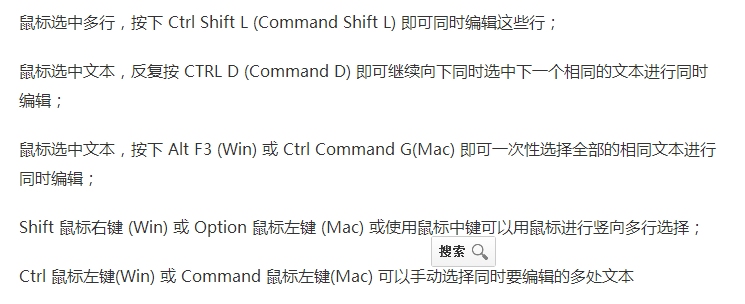 鼠标选中多行，按下 Ctrl Shift L (Command Shift L) 即可同时编辑这些行；
鼠标选中文本，反复按 CTRL D (Command D) 即可继续向下同时选中下一个相同的文本进行同时
编辑；
鼠标选中文本，按下 Alt F3 (Win) 或 Ctrl Command G(Mac) 即可一次性选择全部的相同文本进行
同时编辑；
Shift 鼠标右键 (Win) 或 Option 鼠标左键 (Mac) 或使用鼠标中键可以用鼠标进行竖向多行选择；
搜索
Ctrl 鼠标左键(Win) 或 Command 鼠标左键(Mac) 可以手动选择同时要编辑的多处文本